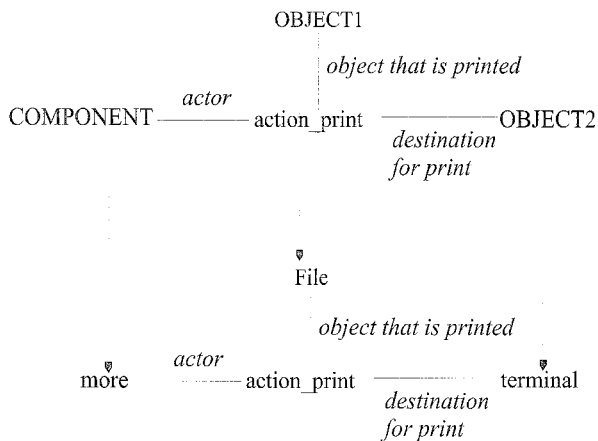 OBJECT1
object that is printed
actor
COMPONENT
action_print
OBJECT2
destination
for print
File
object that is printed
actor
more
action_print
terminal
destination
for print